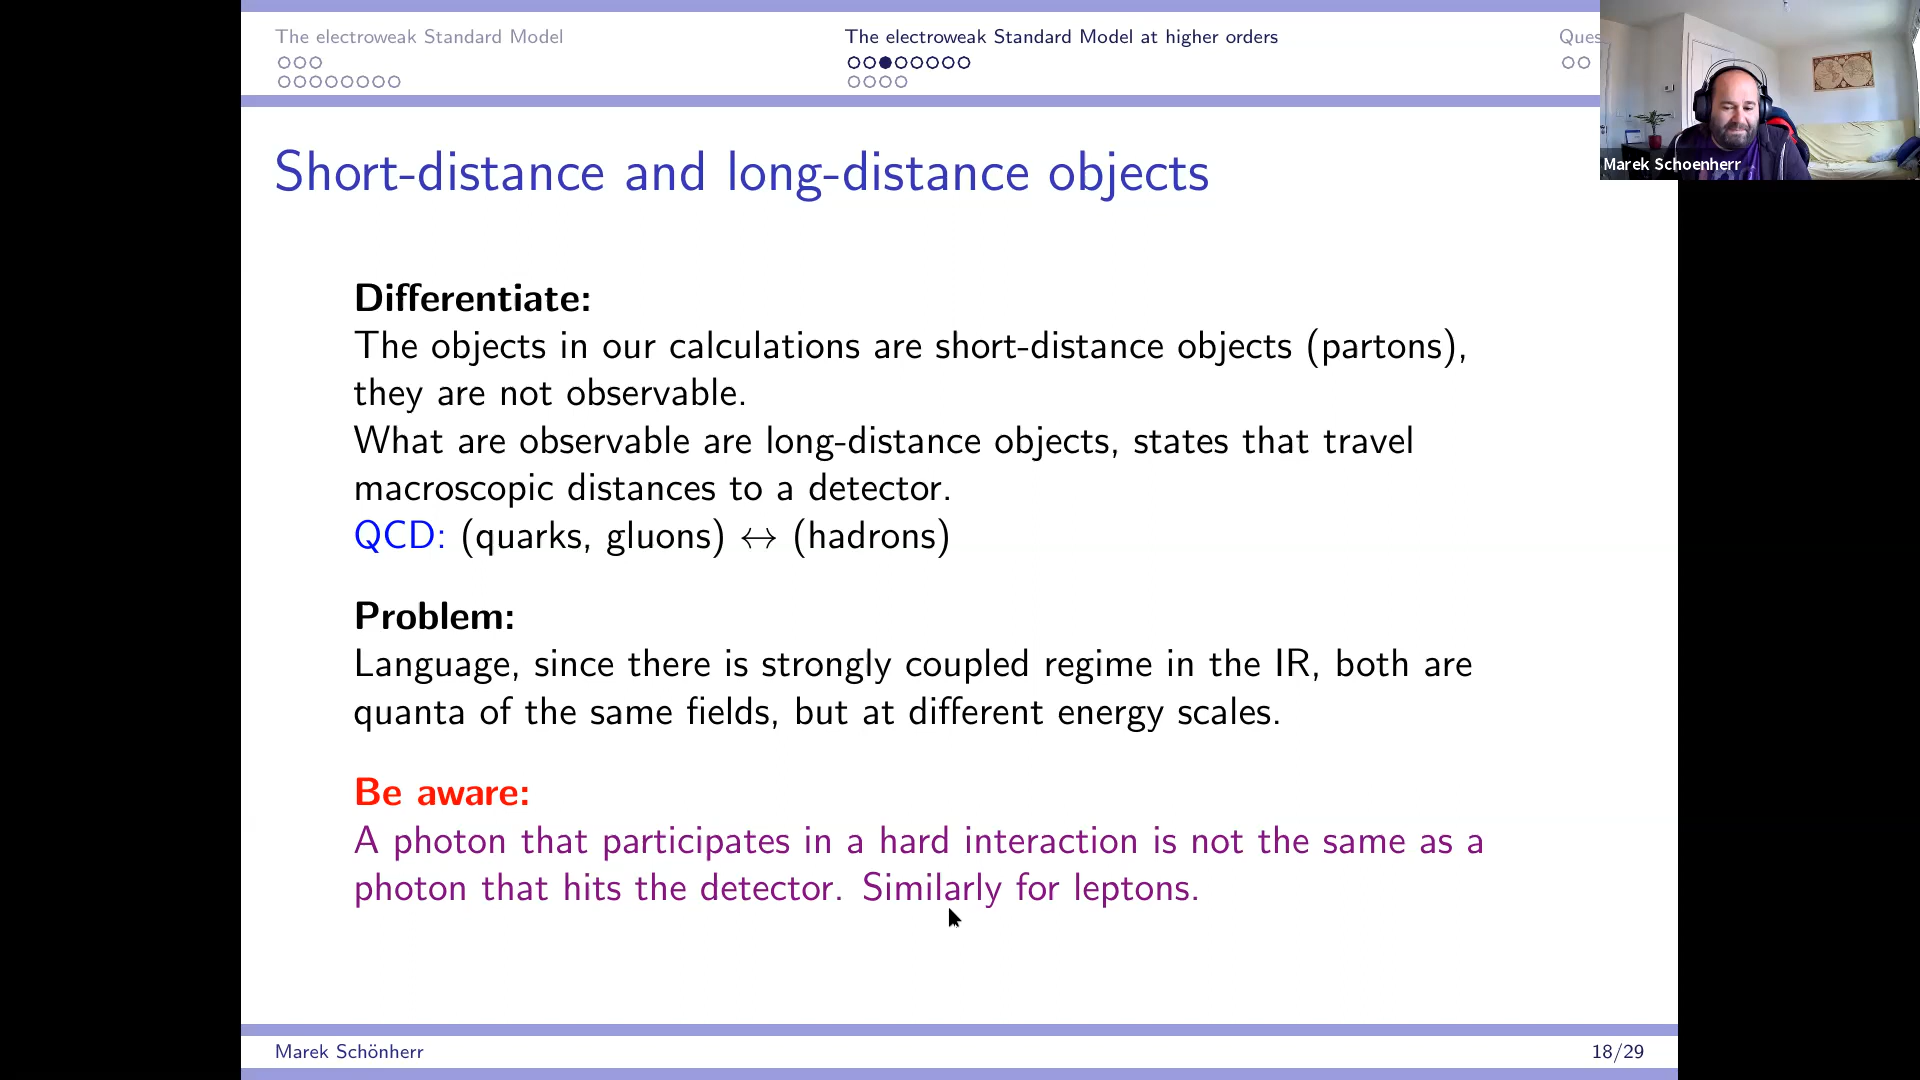 The electroweak Standard Model
The electroweak Standard Model at higher orders
Ques
Marek Schoenherr
Short-distance and long-distance objects
Differentiate:
The objects in our calculations are short-distance objects (partons),
they are not observable.
What are observable are long-distance objects, states that travel
macroscopic distances to a detector.
QCD: (quarks, gluons) ↔ (hadrons)
Problem:
Language, since there is strongly coupled regime in the IR, both are
quanta of the same fields, but at different energy scales.
Be aware:
A photon that participates in a hard interaction is not the same as a
photon that hits the detector. Similarly for leptons.
Marek Schönherr
18/29